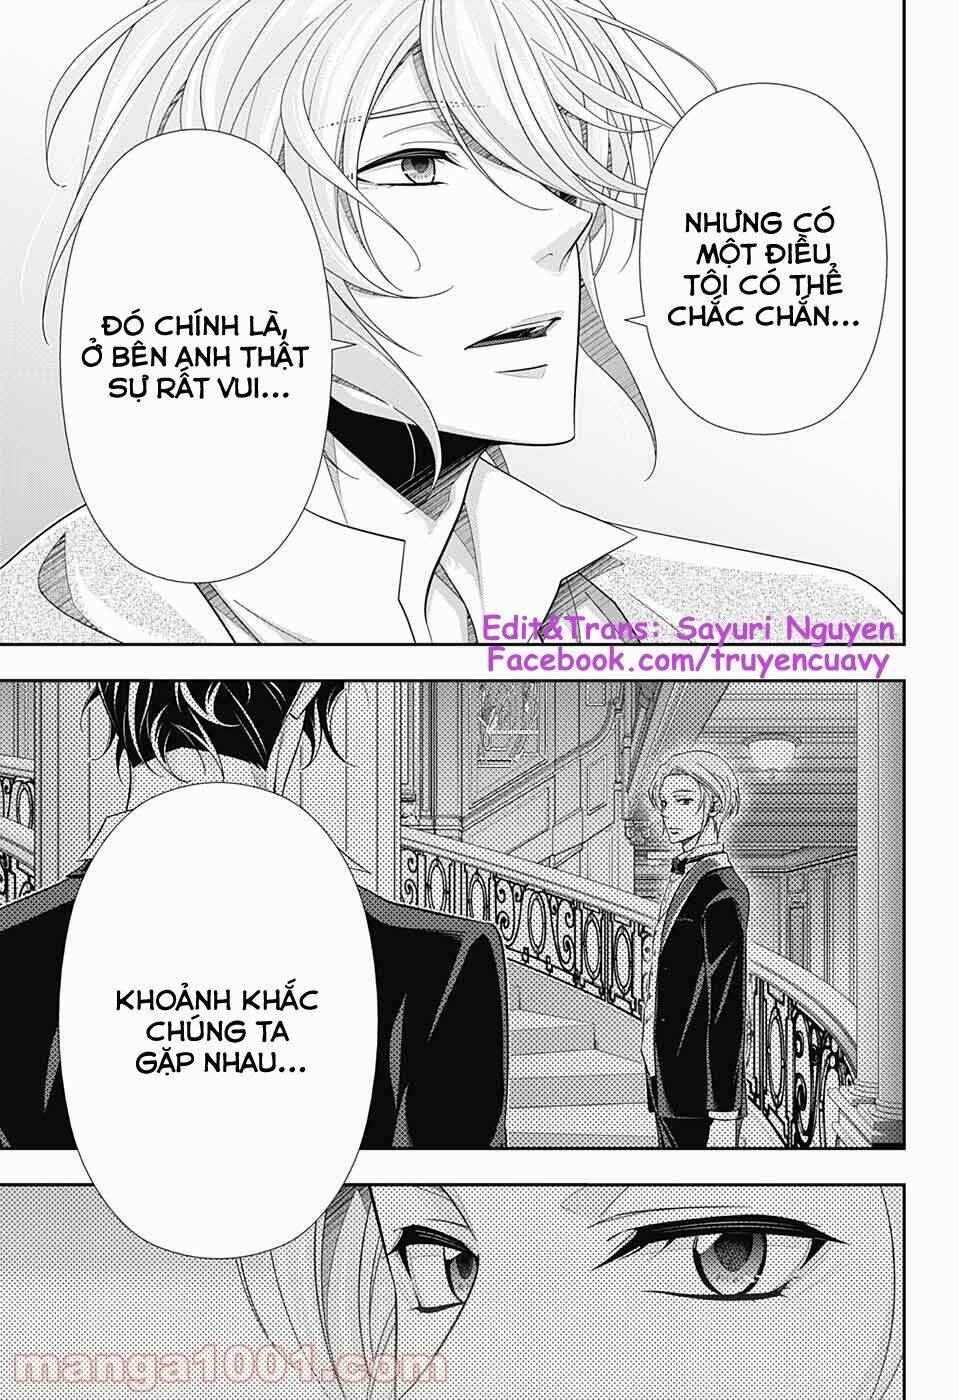 NHƯNG CÓ
MỘT ĐIỀU
TÔI CÓ THỂ
CHẮC CHẮN...
ĐÓ CHÍNH LÀ,
Ở BÊN ANH THẬT
SỰ RẤT VUI...
Edit&Trans: Sayuri Nguyen
Facebook.com/truyencuavy
KHOẢNH KHẮC
CHÚNG TA
GẶP NHAU...
manga1001.com